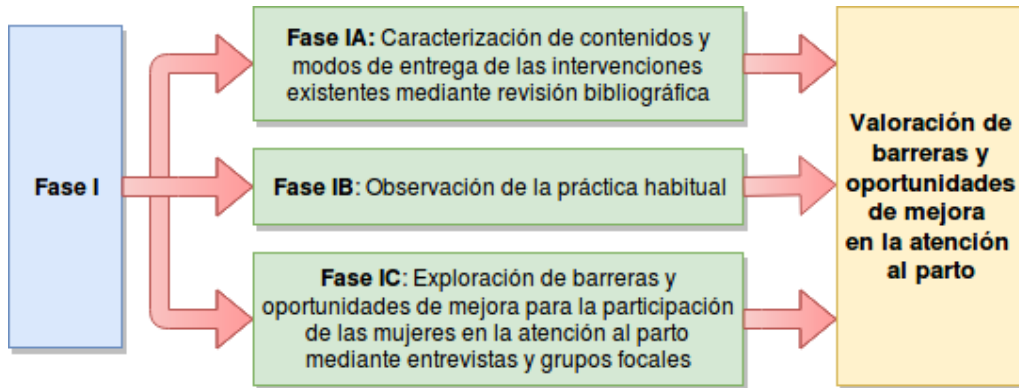 Fase I
Fase IA: Caracterización de contenidos y
modos de entrega de las intervenciones
existentes mediante revisión bibliográfica
Fase IB: Observación de la práctica habitual
Fase IC: Exploración de barreras y
oportunidades de mejora para la participación
de las mujeres en la atención al parto
mediante entrevistas y grupos focales
Valoración de
barreras y
oportunidades
de mejora
en la atención
al parto